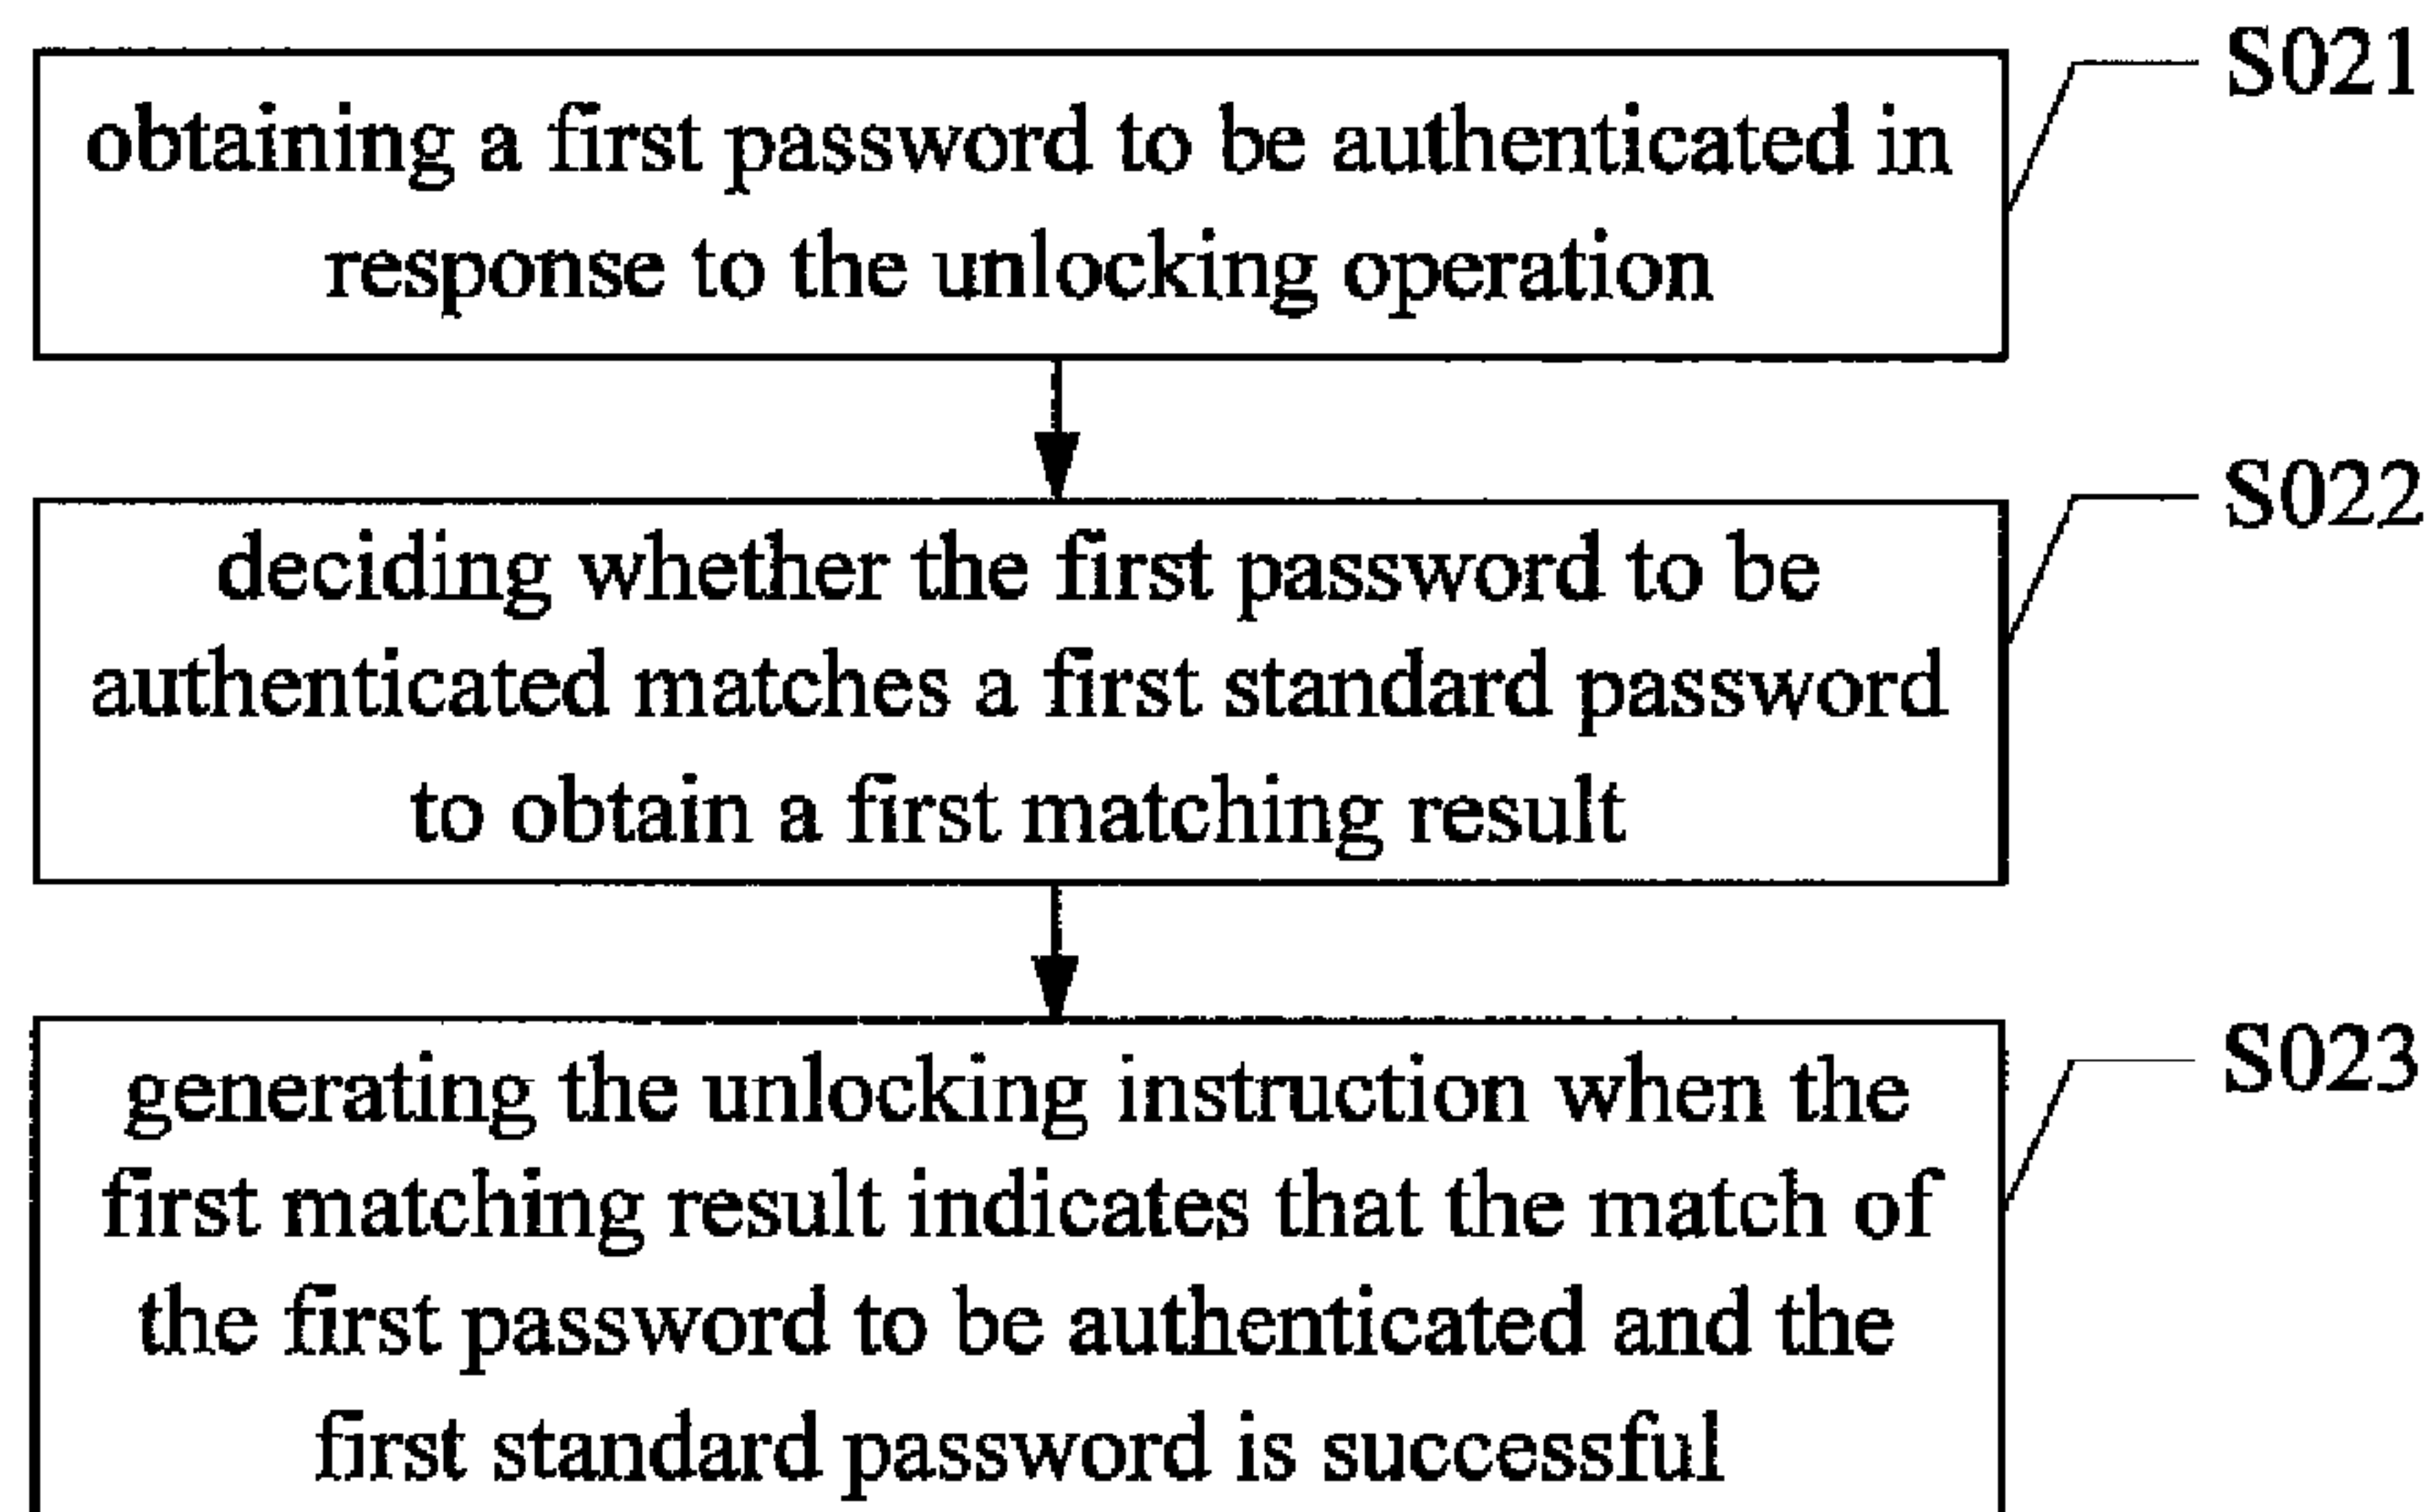 S021
obtaining a first password to be authenticated in
response to the unlocking operation
S022
deciding whether the first password to be
authenticated matches a first standard password
to obtain a first matching result
S023
generating the unlocking instruction when the
first matching result indicates that the match of
the first password to be authenticated and the
first standard password is successful